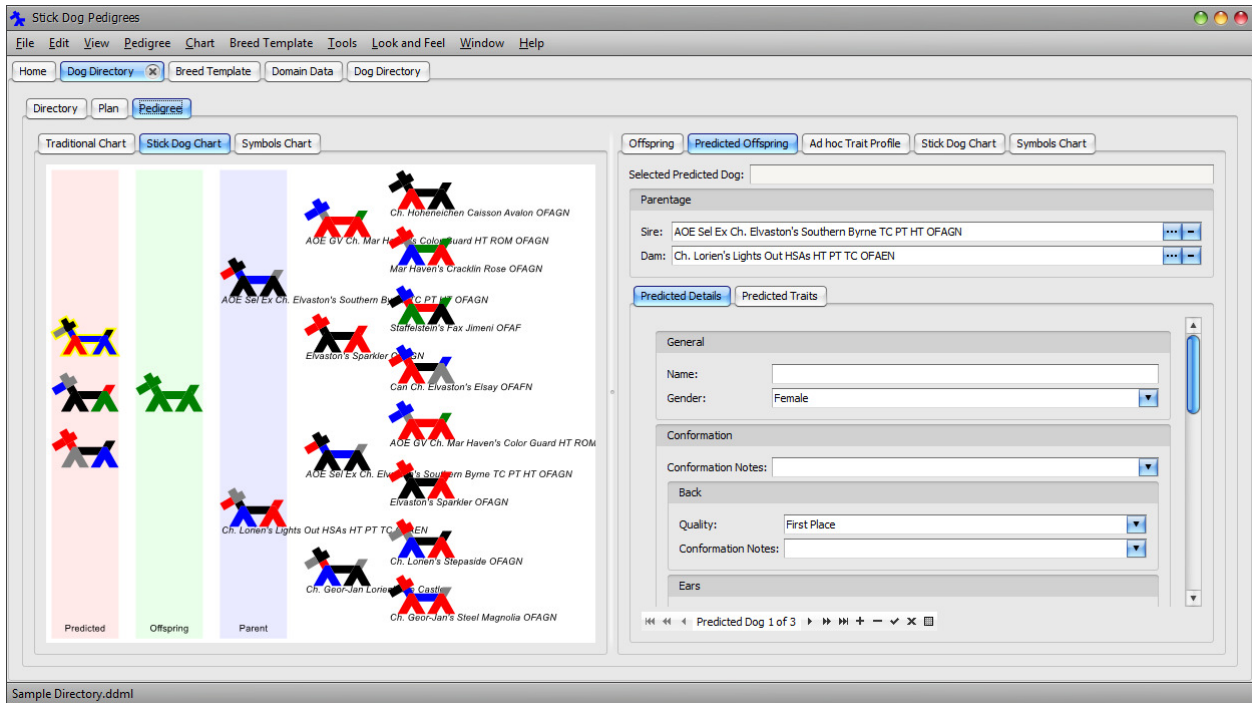 Stick Dog Pedigrees
File Edit View Pedigree Chart Breed Template Tools Look and Feel Window Help
Home Dog Directory Breed Template Domain Data Dog Directory
Directory Plan Pedigree
Traditional Chart Stick Dog Chart Symbols Chart
Ch. Hoheneichen Caisson Avalon OFAGN
AOE GV Ch. Mar H s Color Guard HT ROM OFAGN
Mar Haven's Cracklin Rose OFAGN
AOE Sel Ex Ch. Elvaston's Southern By C PT HT OFAGN
Staffelstein's Fax Jimeni OFAF
Elvaston's Sparkler GN
Can Ch. Elvaston's Elsay OFAFN
AOE GV Ch. Mar Haven's Color Guard HT ROM
AOE Sel Ex Ch. Elv 's Southern Byrne TC PT HT OFAGN
Elvaston's Sparkler OFAGN
Ch. Lorien's Lights Out HSAs HT PT TC EN
Ch. Lorien's Stepaside OFAGN
Ch. Geor-Jan Lorien Castle
Ch. Geor-Jan's Steel Magnolia OFAGN
Predicted Offspring Parent
Offspring Predicted Offspring Ad hoc Trait Profile Stick Dog Chart Symbols Chart
Selected Predicted Dog:
Parentage
Sire: AOE Sel Ex Ch. Elvaston's Southern Byrne TC PT HT OFAGN
Dam: Ch. Lorien's Lights Out HSAs HT PT TC OFAEN
Predicted Details Predicted Traits
General
Name:
Gender: Female
Conformation
Conformation Notes:
Back
Quality: First Place
Conformation Notes:
Ears
Predicted Dog 1 of 3
Sample Directory.ddml